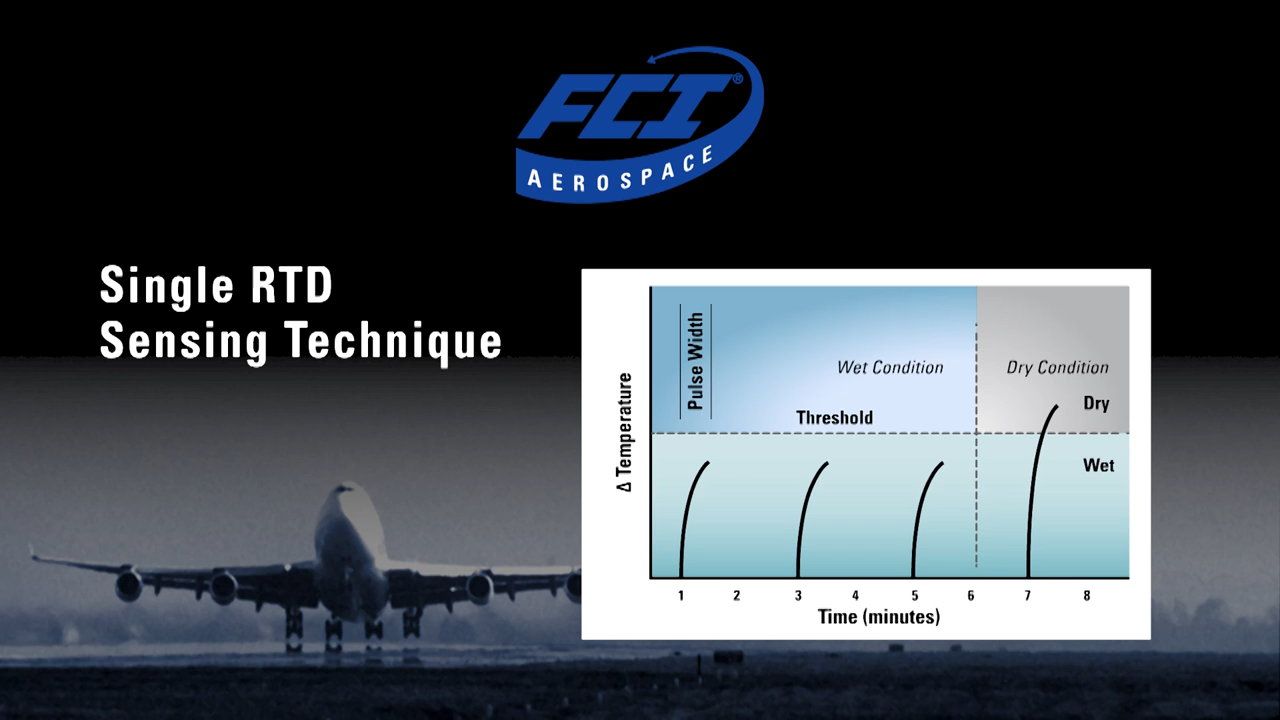 FCI®
AEROSPACE
Single RTD
Sensing Technique
Pulse Width
Wet Condition
Dry Condition
Dry
Threshold
Wet
Δ Temperature
1 2 3 4 5 6 7 8
Time (minutes)